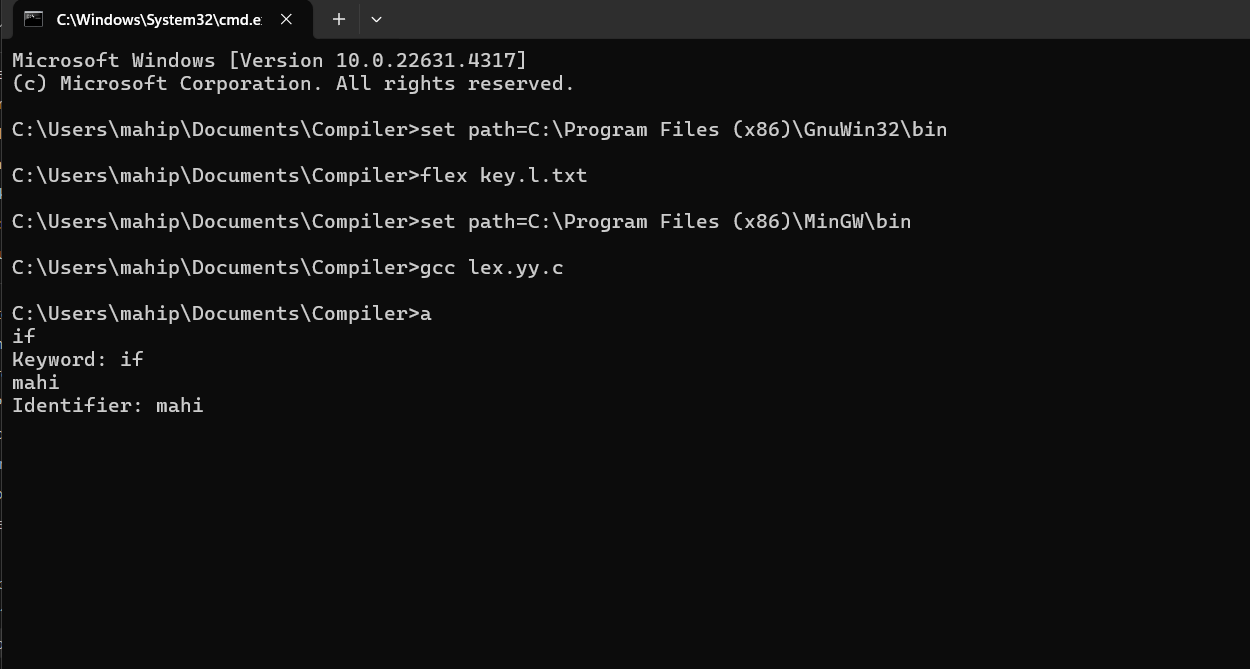 C:\Windows\System32\cmd.e
Microsoft Windows [Version 10.0.22631.4317]
(c) Microsoft Corporation. All rights reserved.
C:\Users\mahip\Documents\Compiler>set path=C:\Program Files (x86)\GnuWin32\bin
C:\Users\mahip\Documents\Compiler>flex key.l.txt
C:\Users\mahip\Documents\Compiler>set path=C:\Program Files (x86)\MinGW\bin
C:\Users\mahip\Documents\Compiler>gcc lex.yy.c
C:\Users\mahip\Documents\Compiler>a
if
Keyword: if
mahi
Identifier: mahi